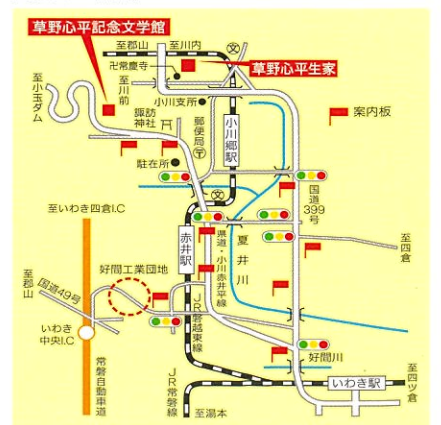 草野心平記念文学館
至郡山
至川内
文
卍常慶寺
草野心平生家
至小玉ダム
至川前
小川支所
諏訪神社
郵便局
小川郷駅
案内板
駐在所
文
国道399号
至いわき四倉I.C
赤井駅
県道・小川赤井平線
夏井川
至四倉
好間工業団地
至郡山
国道49号
JR磐越東線
いわき中央I.C
好間川
常磐自動車道
JR常磐線
いわき駅
至四ツ倉
至湯本